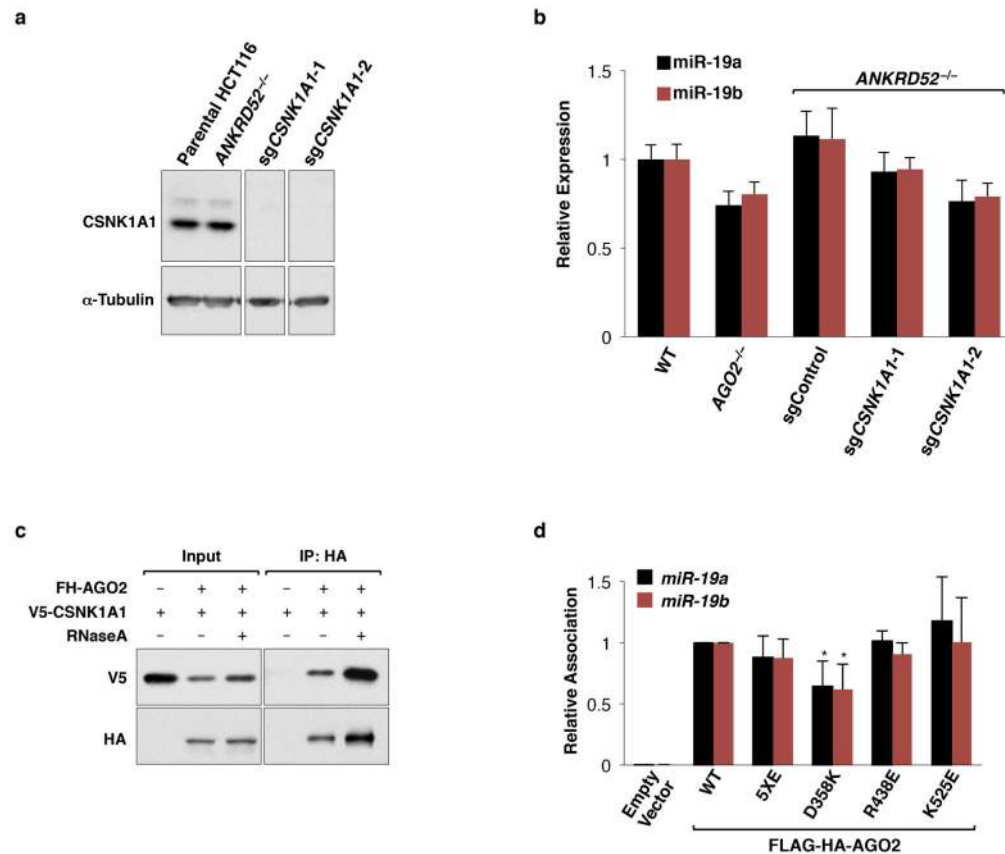 a
Parental HCT116
ANKRD52–/–
sgCSNK1A1-1
sgCSNK1A1-2
CSNK1A1
α-Tubulin
b
miR-19a
miR-19b
ANKRD52–/–
Relative Expression
1.5
1
0.5
0
WT
AGO2–/–
sgControl
sgCSNK1A1-1
sgCSNK1A1-2
c
Input IP: HA
FH-AGO2 – + + – + +
V5-CSNK1A1 + + + + + +
RNaseA – – + – – +
V5
HA
d
miR-19a
miR-19b
Relative Association
1.5
1
0.5
0
* *
Empty Vector
WT
5XE
D358K
R438E
K525E
FLAG-HA-AGO2